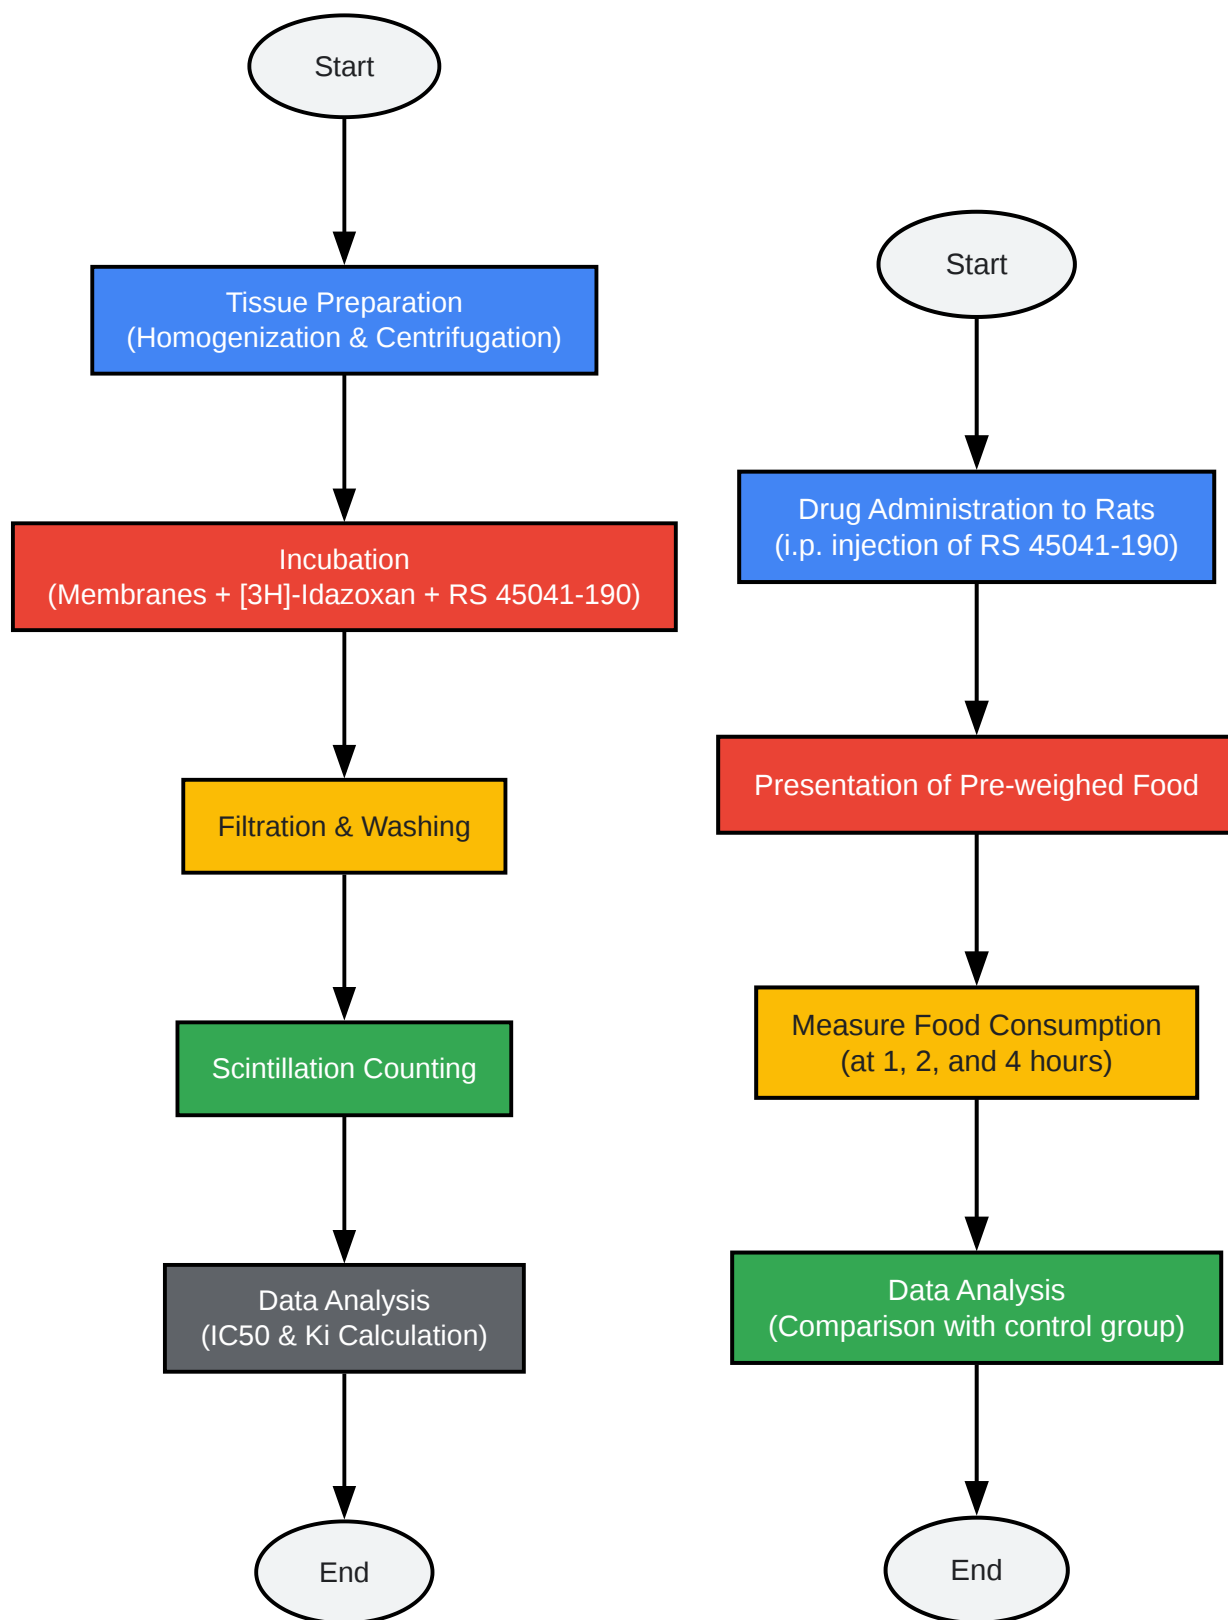 Start
Tissue Preparation
(Homogenization & Centrifugation)
Incubation
(Membranes + [3H]-Idazoxan + RS 45041-190)
Filtration & Washing
Scintillation Counting
Data Analysis
(IC50 & Ki Calculation)
End
Start
Drug Administration to Rats
(i.p. injection of RS 45041-190)
Presentation of Pre-weighed Food
Measure Food Consumption
(at 1, 2, and 4 hours)
Data Analysis
(Comparison with control group)
End